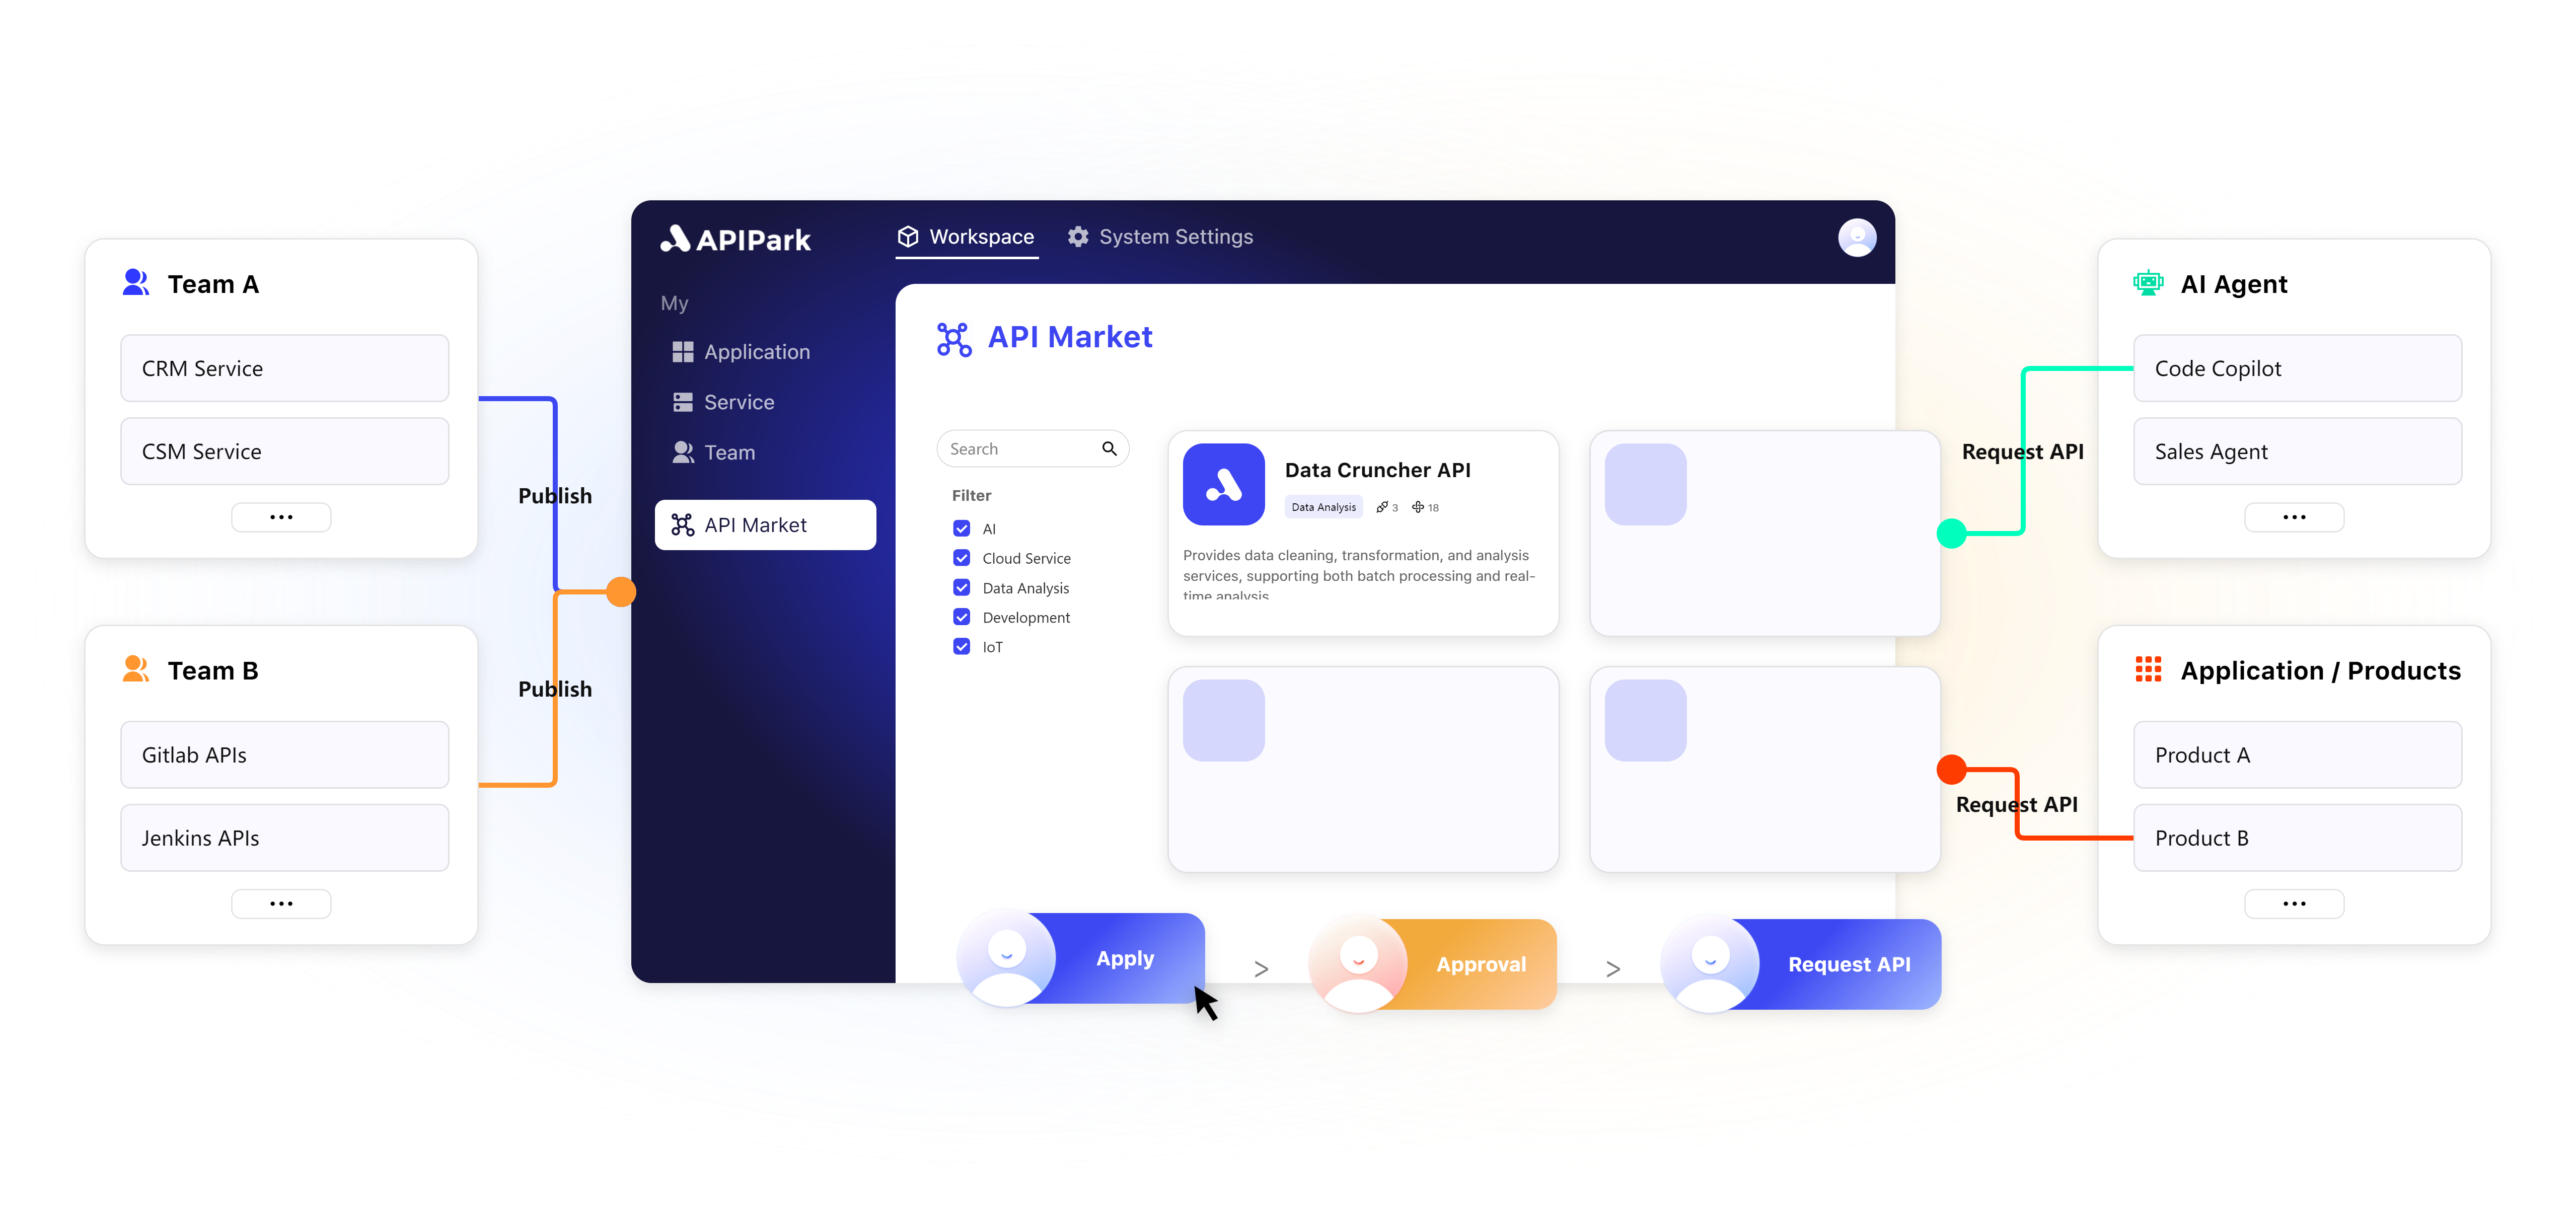 Team A
CRM Service
CSM Service
...
Team B
Gitlab APIs
Jenkins APIs
...
Publish
Publish
APIPark
Workspace
System Settings
My
Application
Service
Team
API Market
API Market
Search
Filter
AI
Cloud Service
Data Analysis
Development
IoT
Data Cruncher API
Data Analysis
3
18
Provides data cleaning, transformation, and analysis
services, supporting both batch processing and real-
time analysis
Apply
>
Approval
>
Request API
Request API
Request API
AI Agent
Code Copilot
Sales Agent
...
Application / Products
Product A
Product B
...